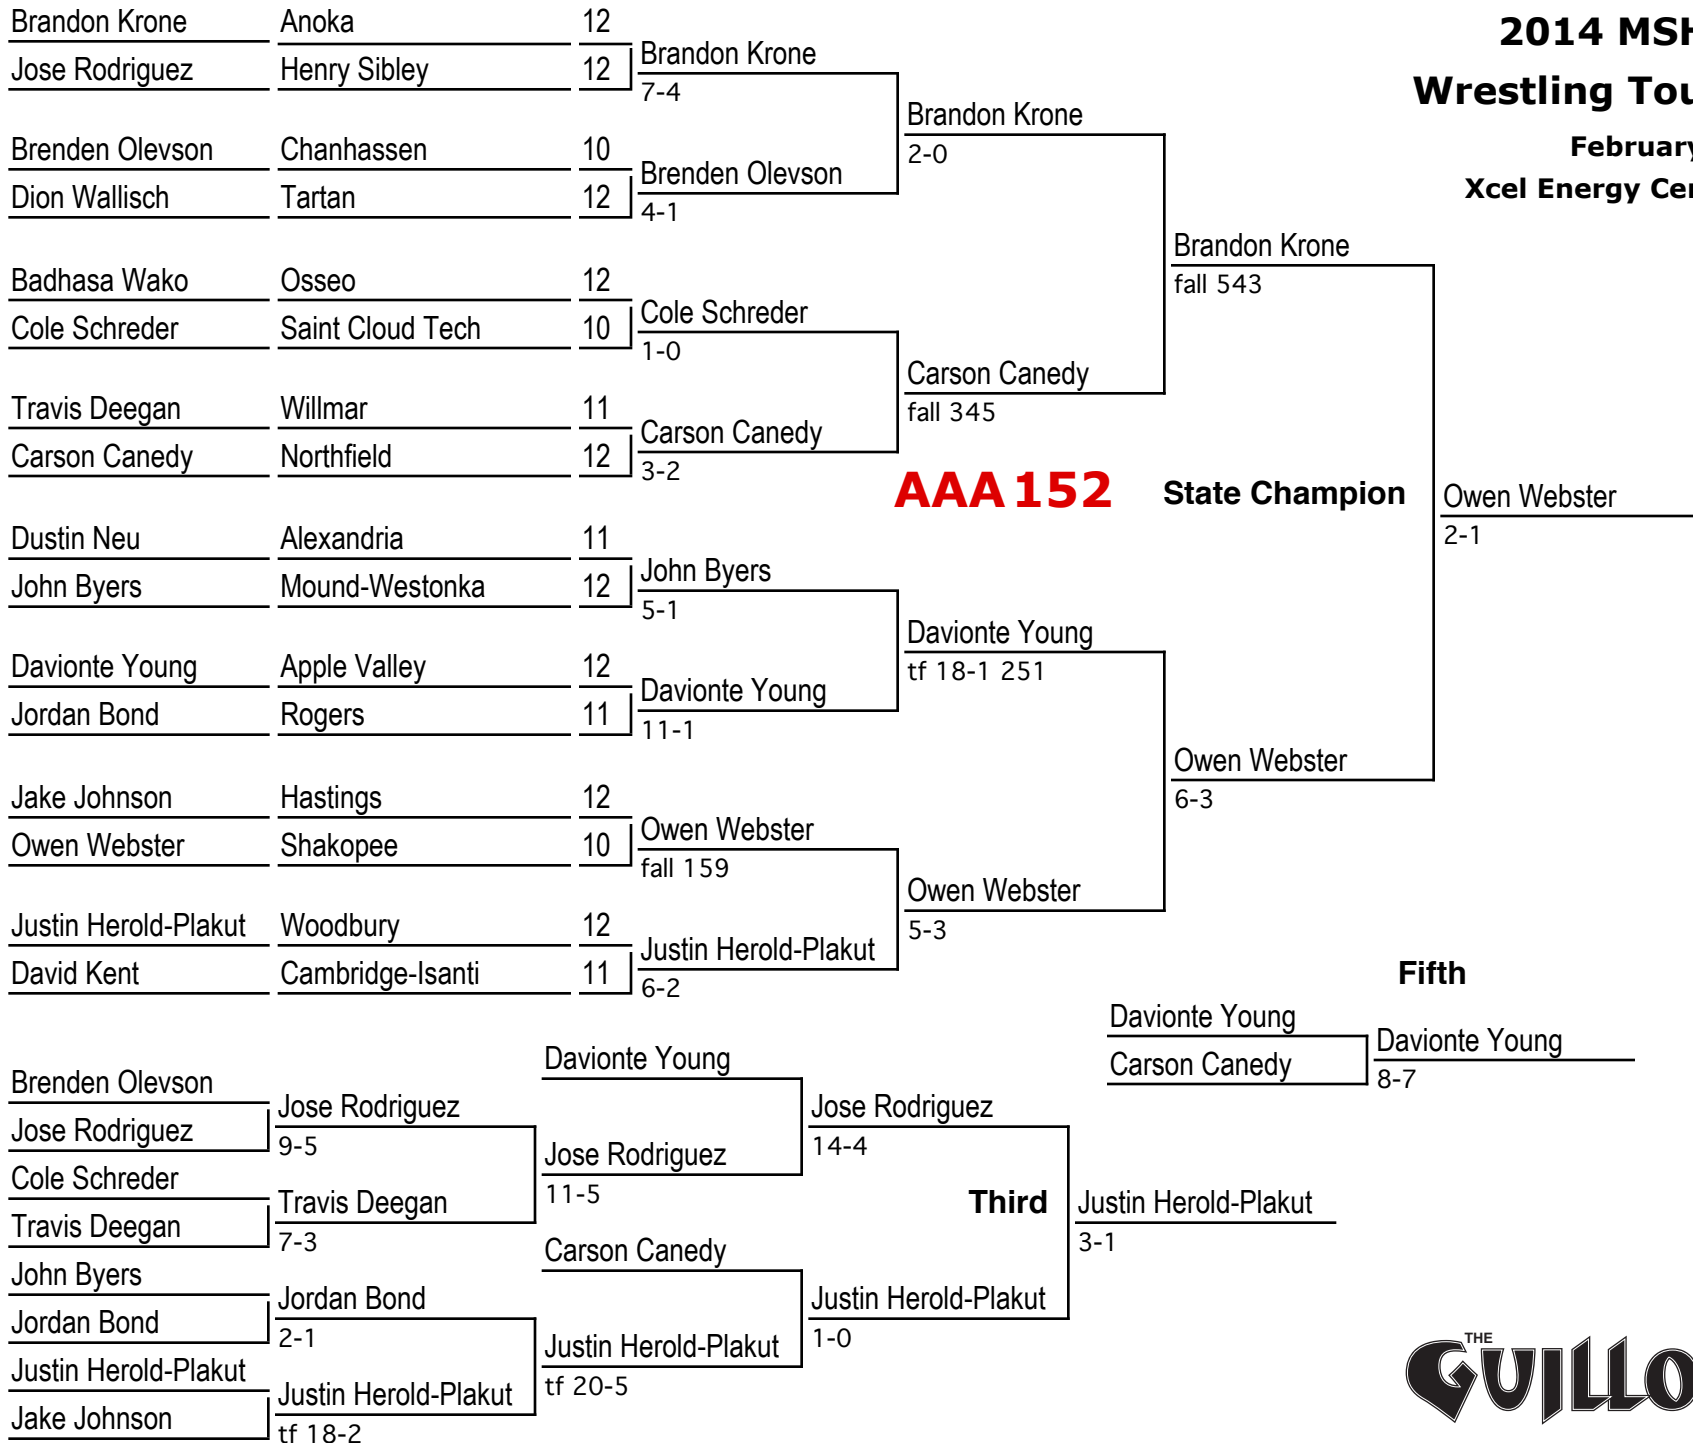 2014 MSH
Wrestling Tou
February
Xcel Energy Cer
Brandon Krone Anoka 12
Jose Rodriguez Henry Sibley 12
Brandon Krone
7-4
Brenden Olevson Chanhassen 10
Dion Wallisch Tartan 12
Brenden Olevson
4-1
Brandon Krone
2-0
Badhasa Wako Osseo 12
Cole Schreder Saint Cloud Tech 10
Cole Schreder
1-0
Travis Deegan Willmar 11
Carson Canedy Northfield 12
Carson Canedy
3-2
Carson Canedy
fall 345
Brandon Krone
fall 543
AAA 152
State Champion
Owen Webster
2-1
Dustin Neu Alexandria 11
John Byers Mound-Westonka 12
John Byers
5-1
Davionte Young Apple Valley 12
Jordan Bond Rogers 11
Davionte Young
11-1
Davionte Young
tf 18-1 251
Jake Johnson Hastings 12
Owen Webster Shakopee 10
Owen Webster
fall 159
Justin Herold-Plakut Woodbury 12
David Kent Cambridge-Isanti 11
Justin Herold-Plakut
6-2
Owen Webster
5-3
Owen Webster
6-3
Fifth
Davionte Young
Carson Canedy
Davionte Young
8-7
Brenden Olevson
Jose Rodriguez
Jose Rodriguez
9-5
Cole Schreder
Travis Deegan
Travis Deegan
7-3
John Byers
Jordan Bond
Jordan Bond
2-1
Justin Herold-Plakut
Jake Johnson
Justin Herold-Plakut
tf 18-2
Davionte Young
Jose Rodriguez
11-5
Carson Canedy
Justin Herold-Plakut
tf 20-5
Jose Rodriguez
14-4
Justin Herold-Plakut
1-0
Third
Justin Herold-Plakut
3-1
THE
GUILLO